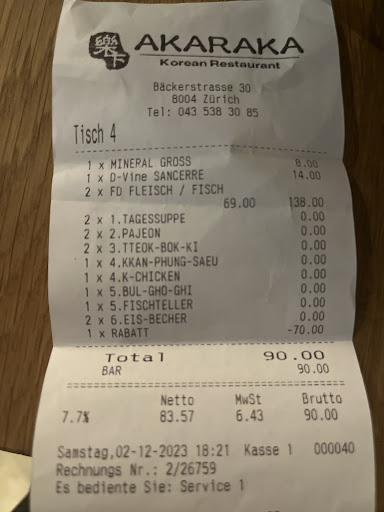 樂下 AKARAKA
Korean Restaurant
Bäckerstrasse 30
8004 Zürich
Tel: 043 538 30 85
Tisch 4
1 x MINERAL GROSS 8.00
1 x D-Vine SANCERRE 14.00
2 x FD FLEISCH / FISCH
69.00 138.00
2 x 1.TAGESSUPPE 0.00
2 x 2.PAJEON 0.00
2 x 3.TTEOK-BOK-KI 0.00
1 x 4.KKAN-PHUNG-SAEU 0.00
1 x 4.K-CHICKEN 0.00
1 x 5.BUL-GHO-GHI 0.00
1 x 5.FISCHTELLER 0.00
2 x 6.EIS-BECHER 0.00
1 x RABATT -70.00
Total 90.00
BAR 90.00
Netto MwSt Brutto
7.7% 83.57 6.43 90.00
Samstag,02-12-2023 18:21 Kasse 1 000040
Rechnungs Nr.: 2/26759
Es bediente Sie: Service 1